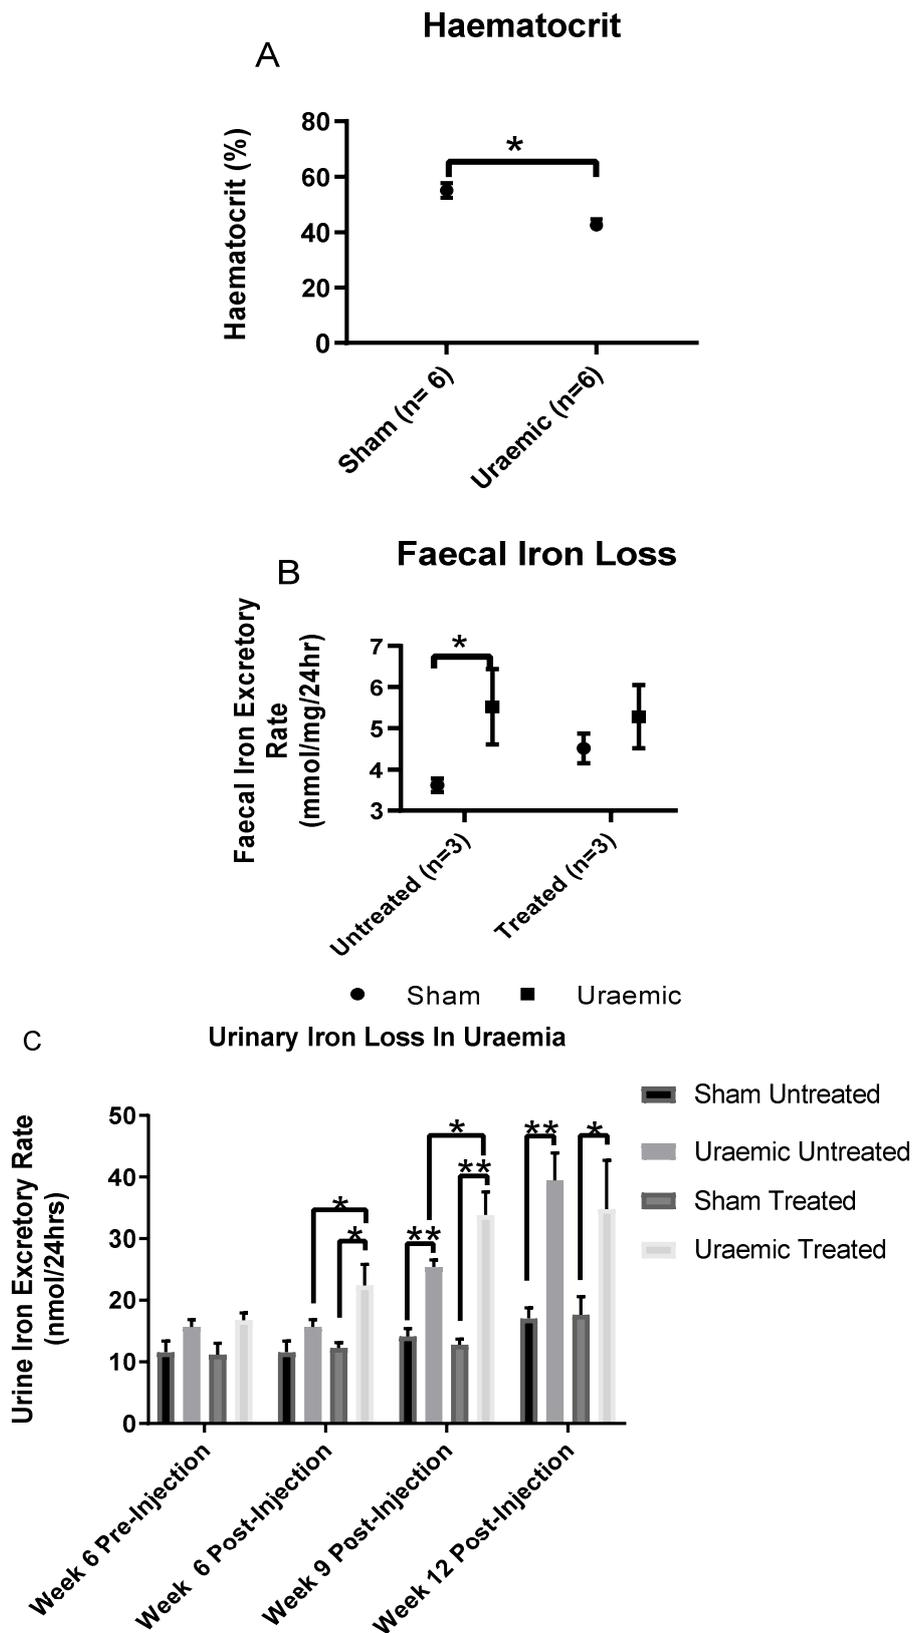 Haematocrit
A
Haematocrit (%)
80
60
40
20
0
*
Sham (n= 6)
Uraemic (n=6)
Faecal Iron Loss
B
Faecal Iron Excretory
Rate
(mmol/mg/24hr)
7
6
5
4
3
*
Untreated (n=3)
Treated (n=3)
Sham
Uraemic
C
Urinary Iron Loss In Uraemia
Urine Iron Excretory Rate
(nmol/24hrs)
50
40
30
20
10
0
*
*
**
*
**
**
*
Week 6 Pre-Injection
Week  6 Post-Injection
Week 9 Post-Injection
Week 12 Post-Injection
Sham Untreated
Uraemic Untreated
Sham Treated
Uraemic Treated